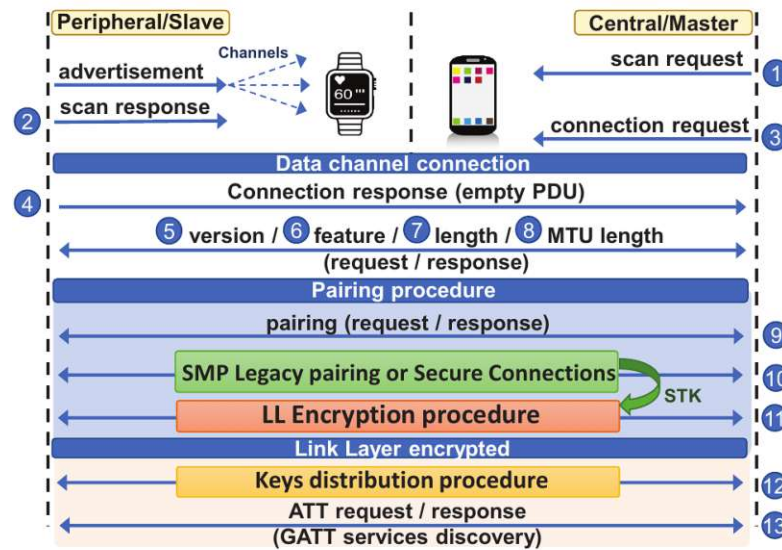 Peripheral/Slave
Central/Master
Channels
advertisement
scan request
1
60
scan response
2
connection request
3
Data channel connection
Connection response (empty PDU)
4
5 version / 6 feature / 7 length / 8 MTU length
(request / response)
Pairing procedure
pairing (request / response)
9
SMP Legacy pairing or Secure Connections
10
STK
LL Encryption procedure
11
Link Layer encrypted
Keys distribution procedure
12
ATT request / response
13
(GATT services discovery)